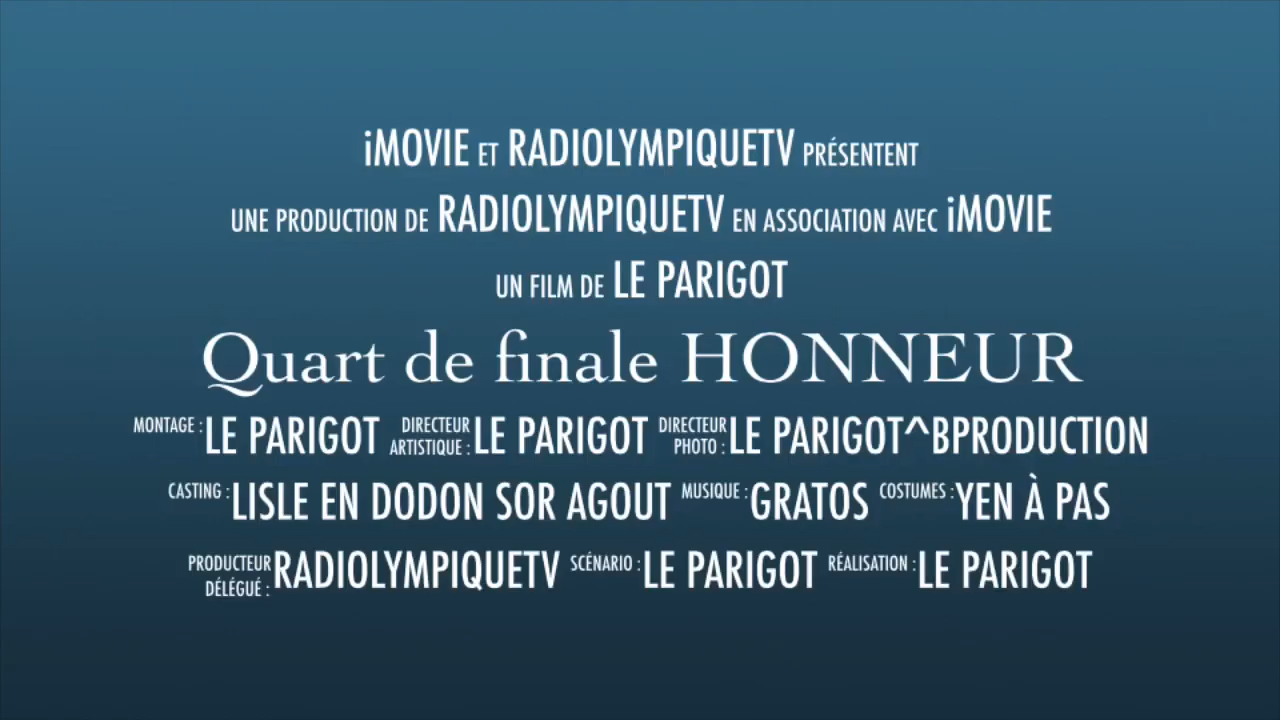 iMOVIE ET RADIOLYMPIQUETV PRÉSENTENT
UNE PRODUCTION DE RADIOLYMPIQUETV EN ASSOCIATION AVEC iMOVIE
UN FILM DE LE PARIGOT
Quart de finale HONNEUR
MONTAGE : LE PARIGOT DIRECTEUR ARTISTIQUE : LE PARIGOT DIRECTEUR PHOTO : LE PARIGOT^BPRODUCTION
CASTING : LISLE EN DODON SOR AGOUT MUSIQUE : GRATOS COSTUMES : YEN À PAS
PRODUCTEUR DÉLÉGUÉ : RADIOLYMPIQUETV SCÉNARIO : LE PARIGOT RÉALISATION : LE PARIGOT